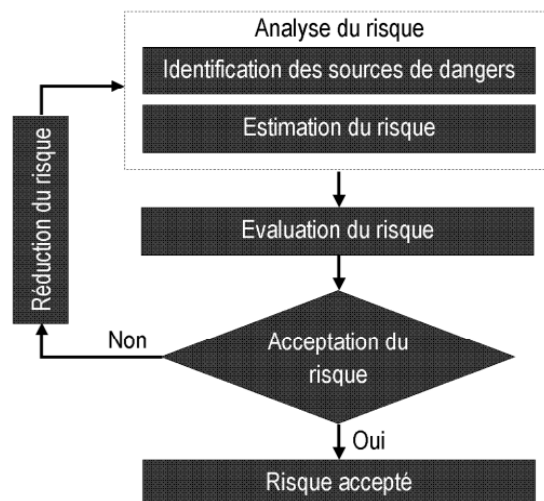 Analyse du risque
Identification des sources de dangers
Estimation du risque
Réduction du risque
Evaluation du risque
Non
Acceptation du
risque
Oui
Risque accepté